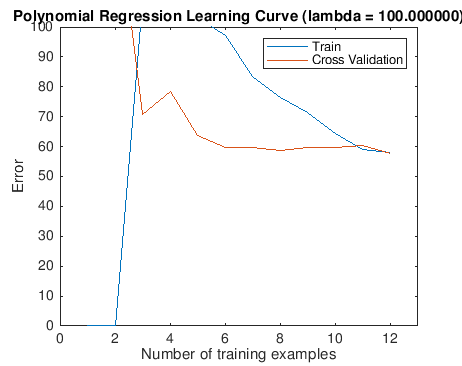 Polynomial Regression Learning Curve (lambda = 100.000000)
100
90
80
70
60
50
40
30
20
10
0
Error
Train
Cross Validation
0 2 4 6 8 10 12
Number of training examples